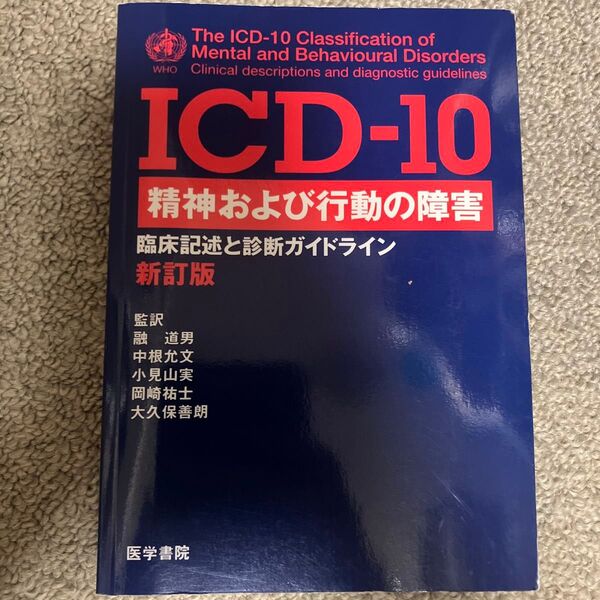 The ICD-10 Classification of
Mental and Behavioural Disorders
Clinical descriptions and diagnostic guidelines
WHO
ICD-10
精神および行動の障害
臨床記述と診断ガイドライン
新訂版
監訳
融 道男
中根允文
小見山実
岡崎祐士
大久保善朗
医学書院